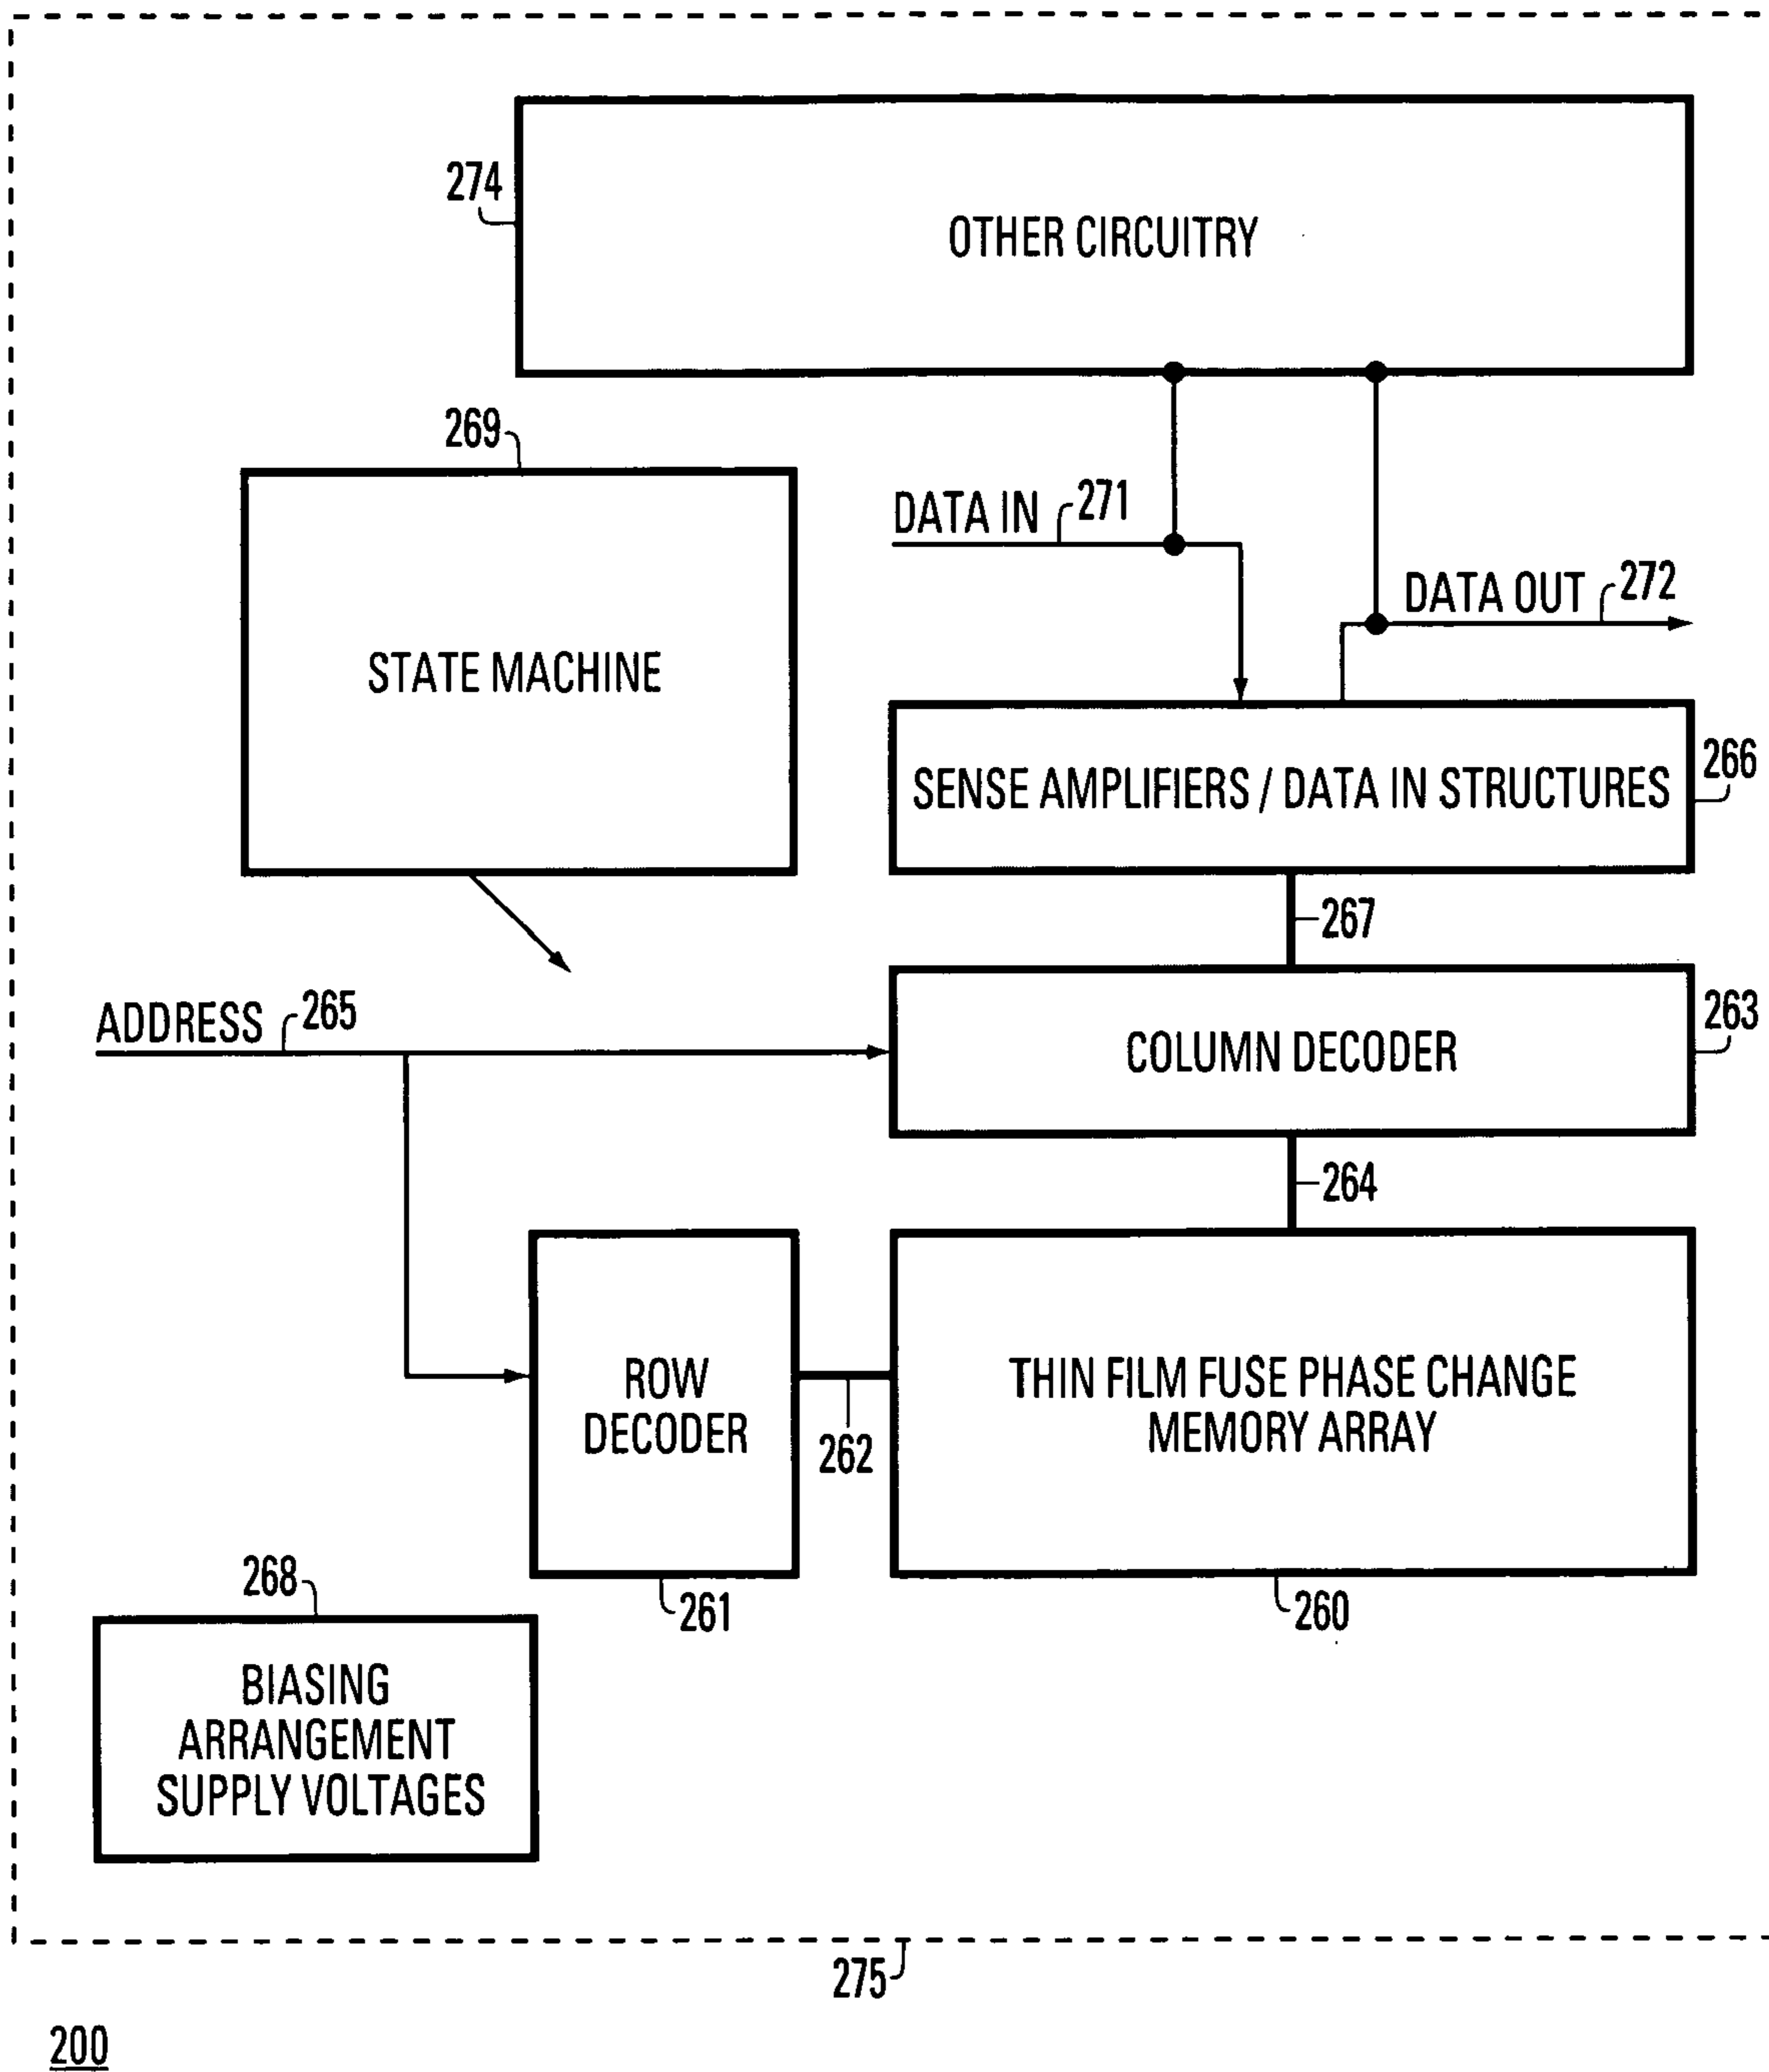 274
OTHER CIRCUITRY
269
STATE MACHINE
DATA IN
271
DATA OUT
272
SENSE AMPLIFIERS / DATA IN STRUCTURES
266
267
ADDRESS
265
COLUMN DECODER
263
264
ROW
DECODER
262
THIN FILM FUSE PHASE CHANGE
MEMORY ARRAY
261
260
268
BIASING
ARRANGEMENT
SUPPLY VOLTAGES
275
200